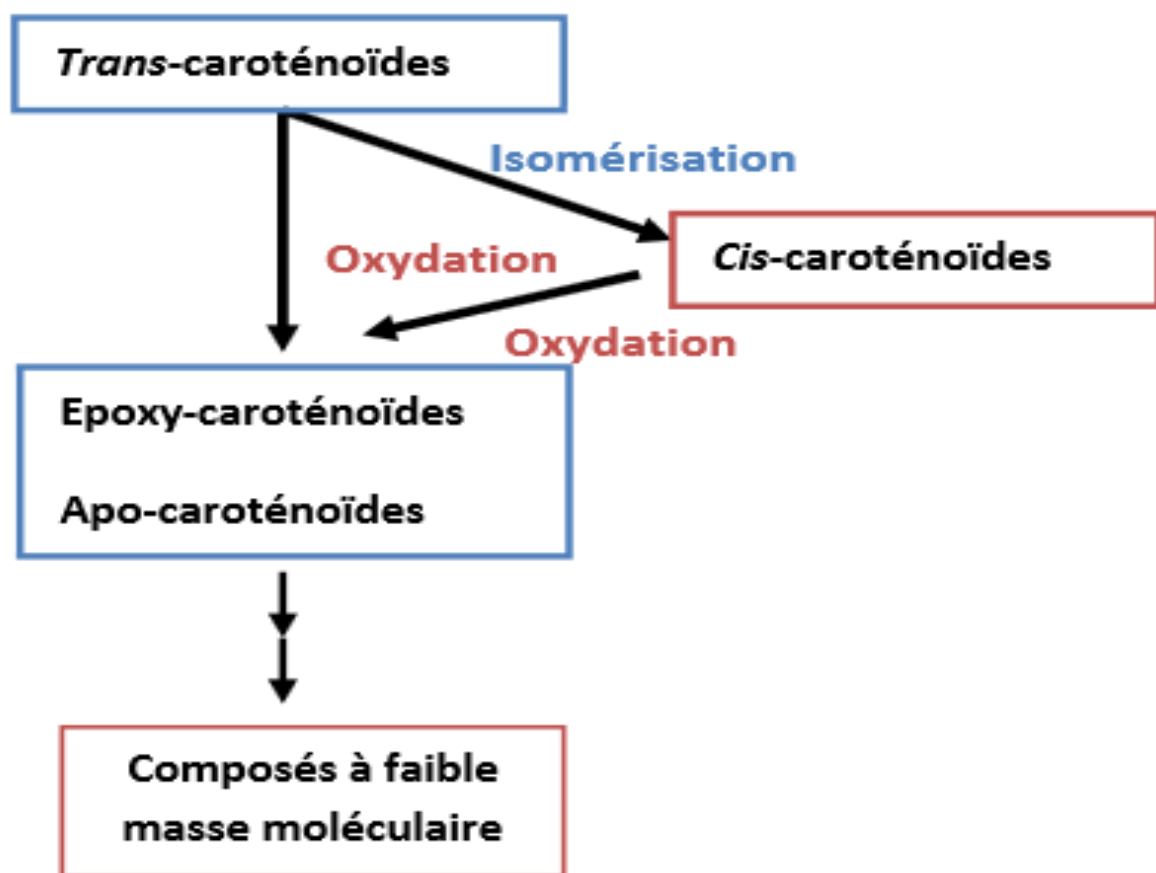 Trans-caroténoïdes
Isomérisation
Oxydation
Cis-caroténoïdes
Oxydation
Epoxy-caroténoïdes
Apo-caroténoïdes
Composés à faible
masse moléculaire